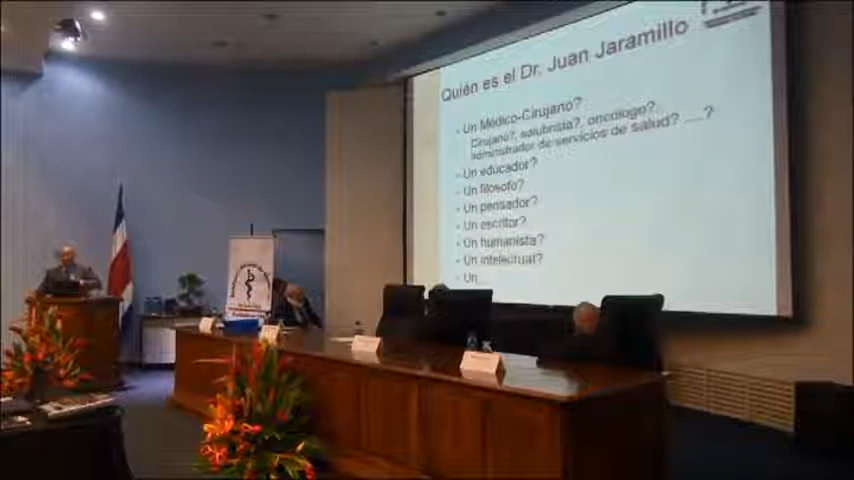 Quién es el Dr. Juan Jaramillo
Un Médico-Cirujano?
Cirujano?, salubrista?, oncólogo?,
administrador de servicios de salud? ....?
Un educador?
Un filósofo?
Un pensador?
Un escritor?
Un humanista?
Un intelectual?
Un